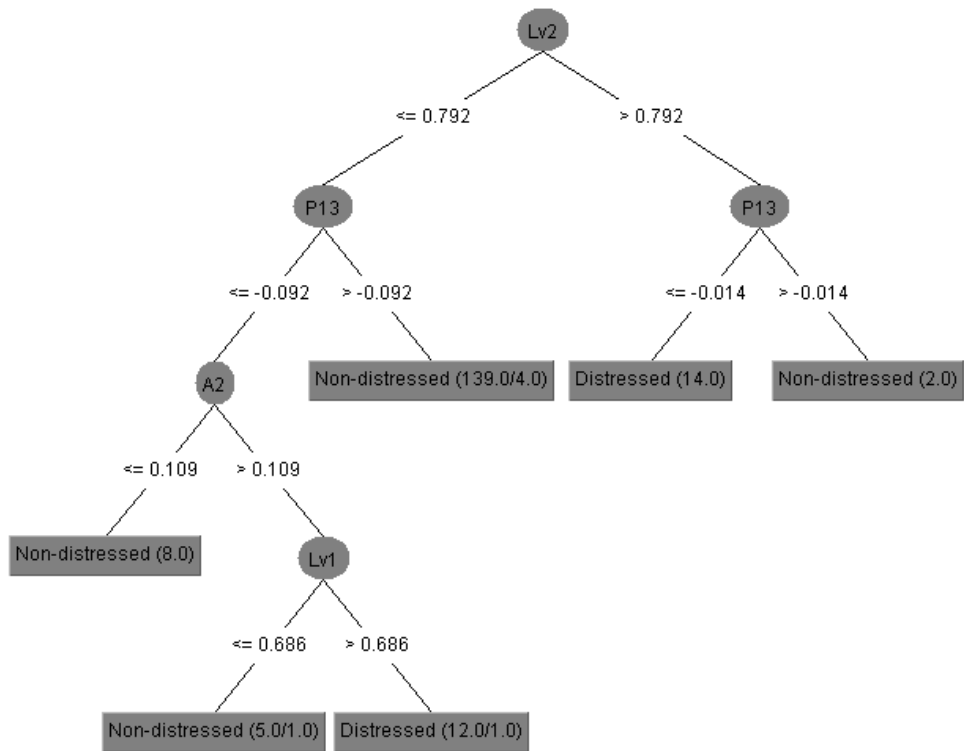 Lv2
<= 0.792
> 0.792
P13
P13
<= -0.092
> -0.092
<= -0.014
> -0.014
A2
Non-distressed (139.0/4.0)
Distressed (14.0)
Non-distressed (2.0)
<= 0.109
> 0.109
Non-distressed (8.0)
Lv1
<= 0.686
> 0.686
Non-distressed (5.0/1.0)
Distressed (12.0/1.0)